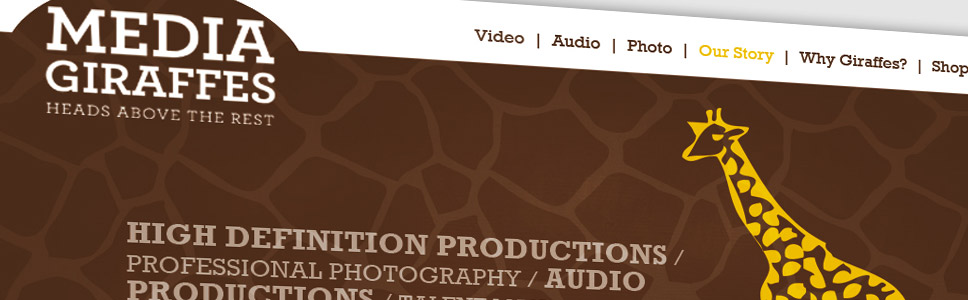 MEDIA
GIRAFFES
HEADS ABOVE THE REST
Video | Audio | Photo | Our Story | Why Giraffes? | Shop
HIGH DEFINITION PRODUCTIONS /
PROFESSIONAL PHOTOGRAPHY / AUDIO
PRODUCTIONS /